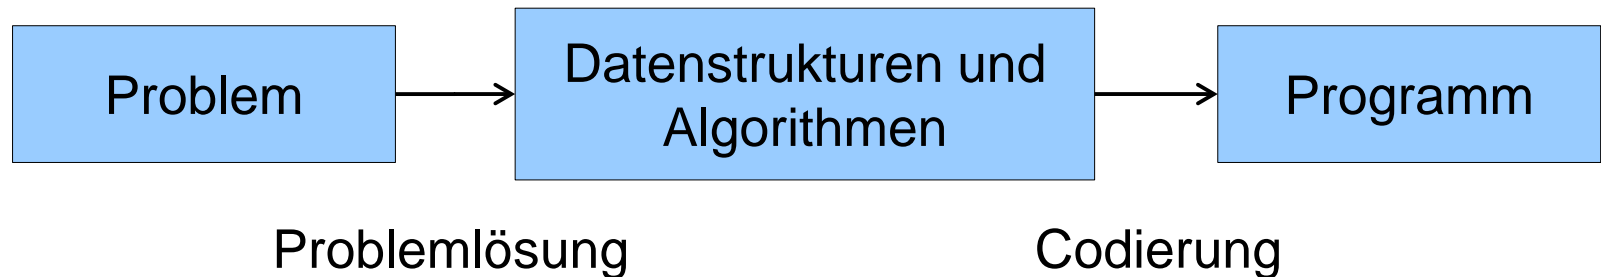 Problem
Datenstrukturen und
Algorithmen
Programm
Problemlösung
Codierung